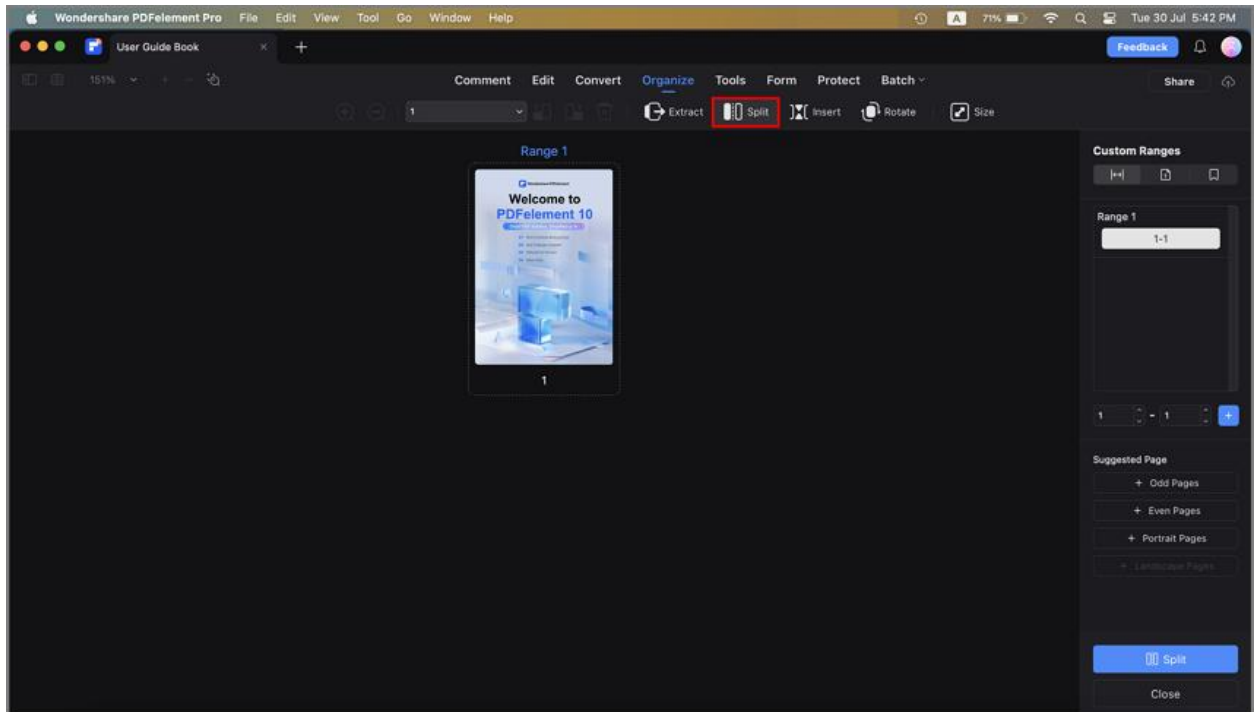 Wondershare PDFelement Pro File Edit View Tool Go Window Help A 71% Tue 30 Jul 5:42 PM
User Guide Book × + Feedback
151% Comment Edit Convert Organize Tools Form Protect Batch Share
1 Extract Split Insert Rotate Size
Range 1
Wondershare PDFelement
Welcome to
PDFelement 10
1
Custom Ranges
Range 1
1-1
1 - 1 +
Suggested Page
+ Odd Pages
+ Even Pages
+ Portrait Pages
+ Landscape Pages
Split
Close